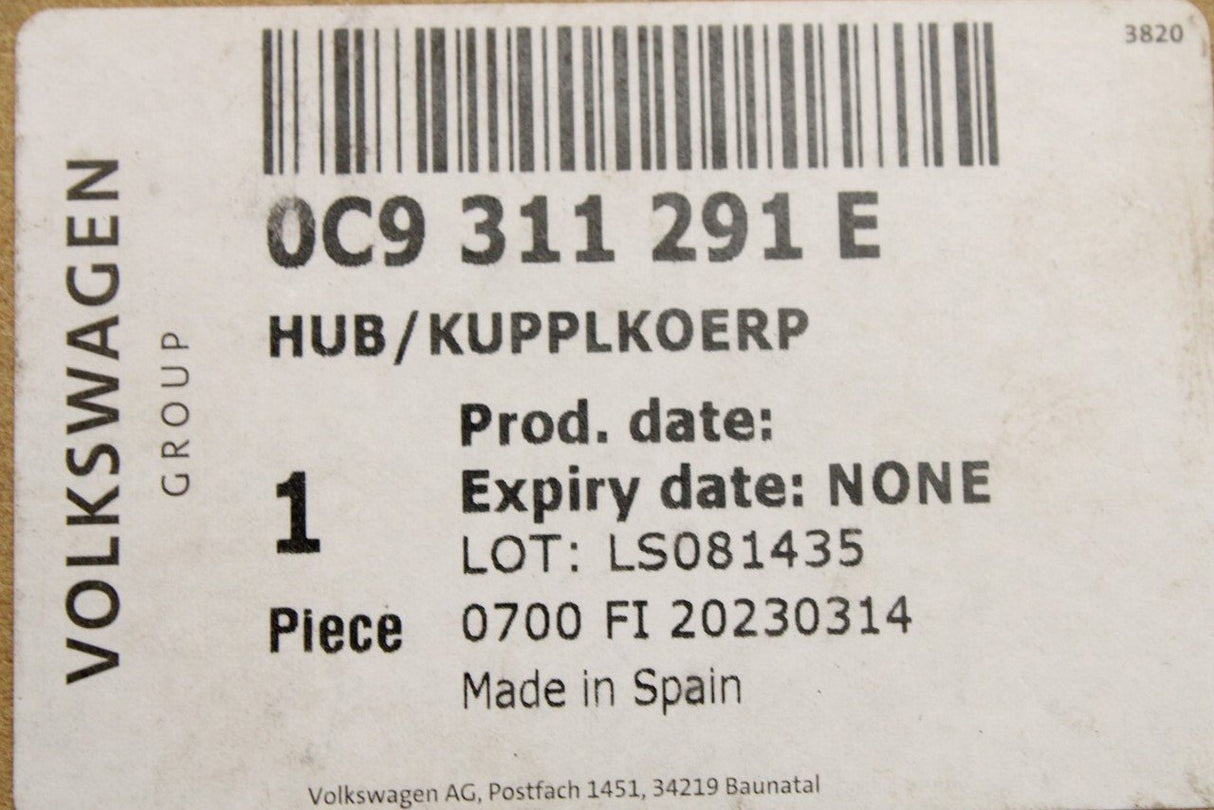 3820
VOLKSWAGEN
GROUP
0C9 311 291 E
HUB/KUPPLKOERP
Prod. date:
Expiry date: NONE
LOT: LS081435
1
Piece
0700 FI 20230314
Made in Spain
Volkswagen AG, Postfach 1451, 34219 Baunatal